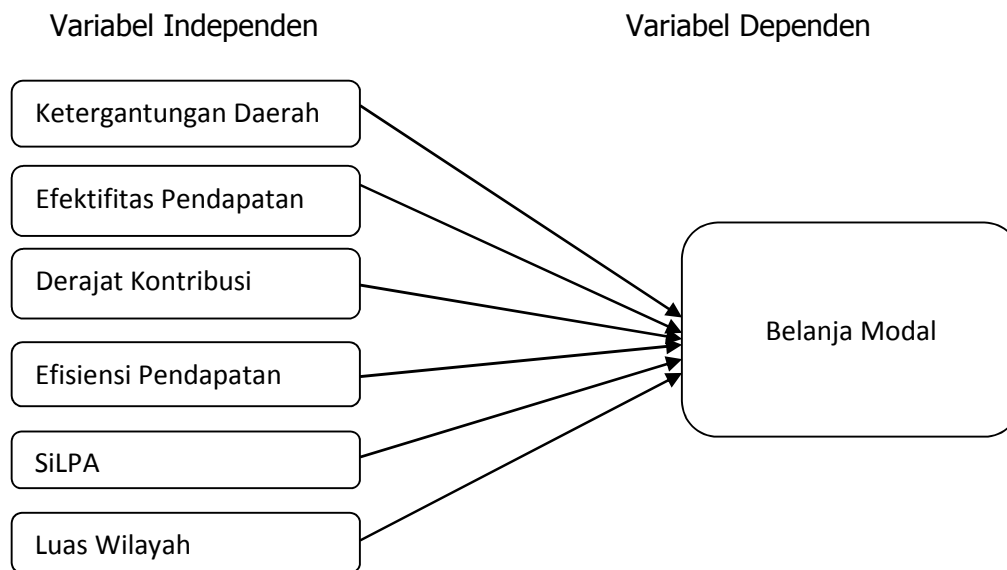 Variabel Independen
Variabel Dependen
Ketergantungan Daerah
Efektifitas Pendapatan
Derajat Kontribusi
Efisiensi Pendapatan
SiLPA
Luas Wilayah
Belanja Modal